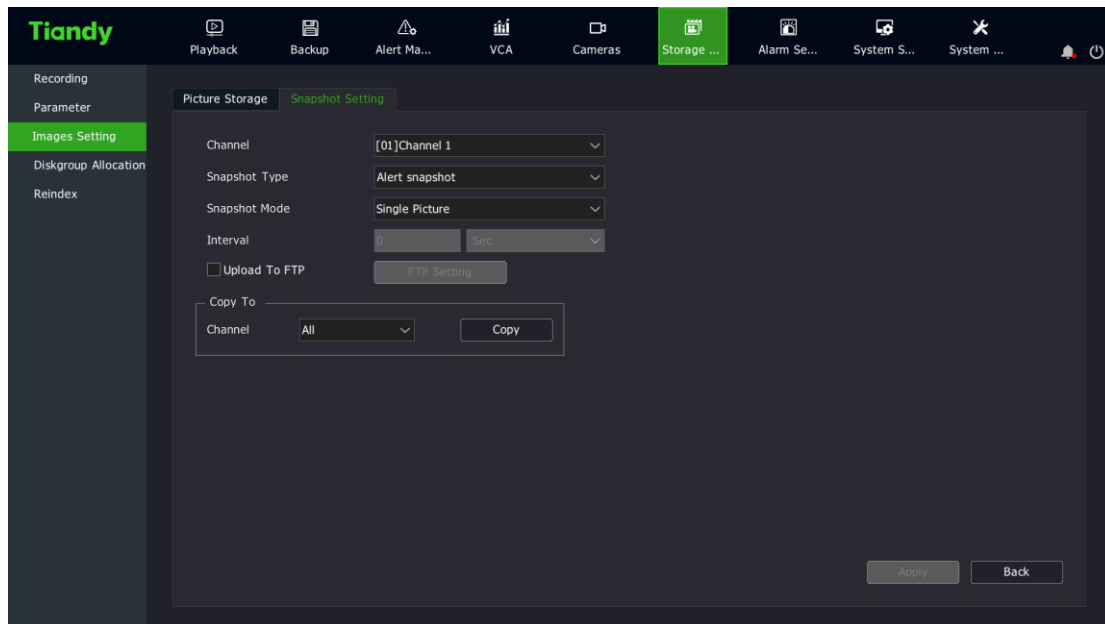 Tiandy
Playback Backup Alert Ma... VCA Cameras Storage ... Alarm Se... System S... System ...
Recording
Parameter
Images Setting
Diskgroup Allocation
Reindex
Picture Storage Snapshot Setting
Channel [01]Channel 1
Snapshot Type Alert snapshot
Snapshot Mode Single Picture
Interval 0 Sec
Upload To FTP FTP Setting
Copy To
Channel All Copy
Apply Back